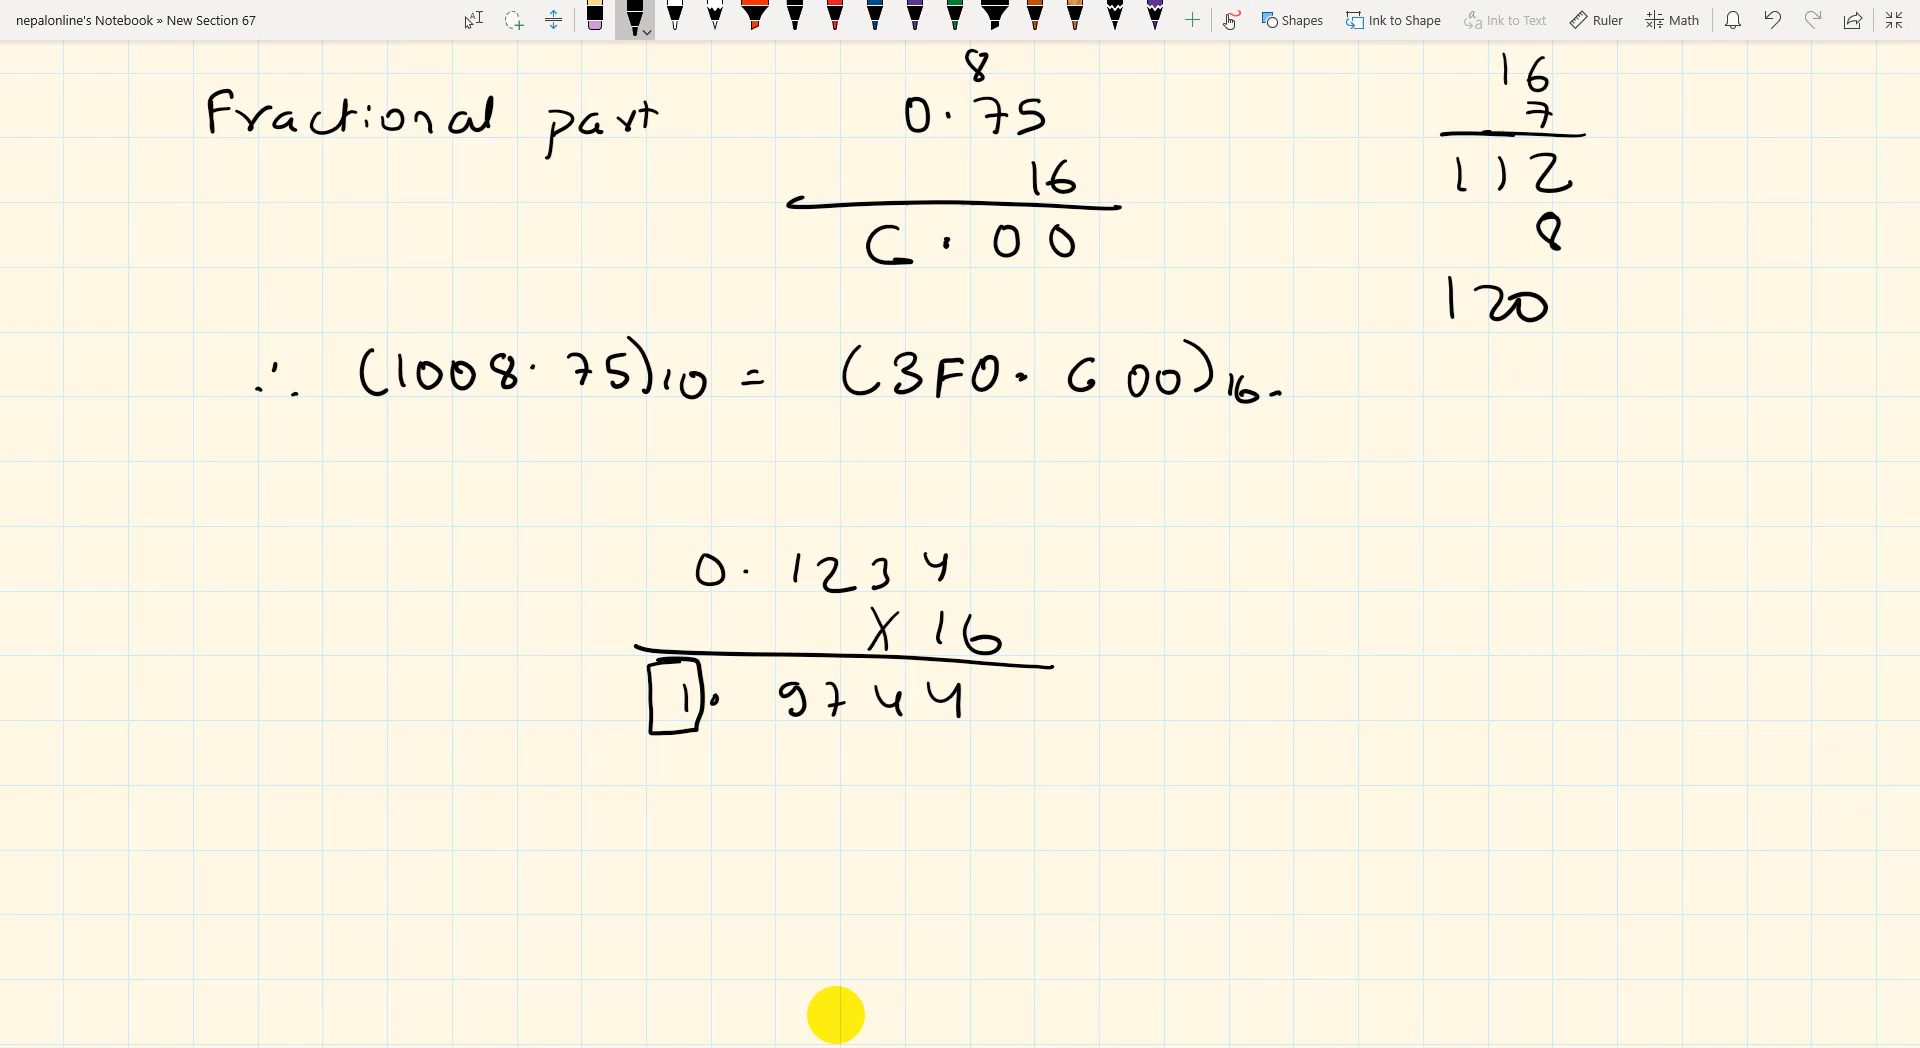 nepalonline's Notebook » New Section 67
Shapes
Ink to Shape
Ink to Text
Ruler
Math
8
Fractional part
0.75
16
C.00
16
7
112
8
120
∴ (1008.75)10 = (3F0.C00)16.
0.1234
X 16
1.9744